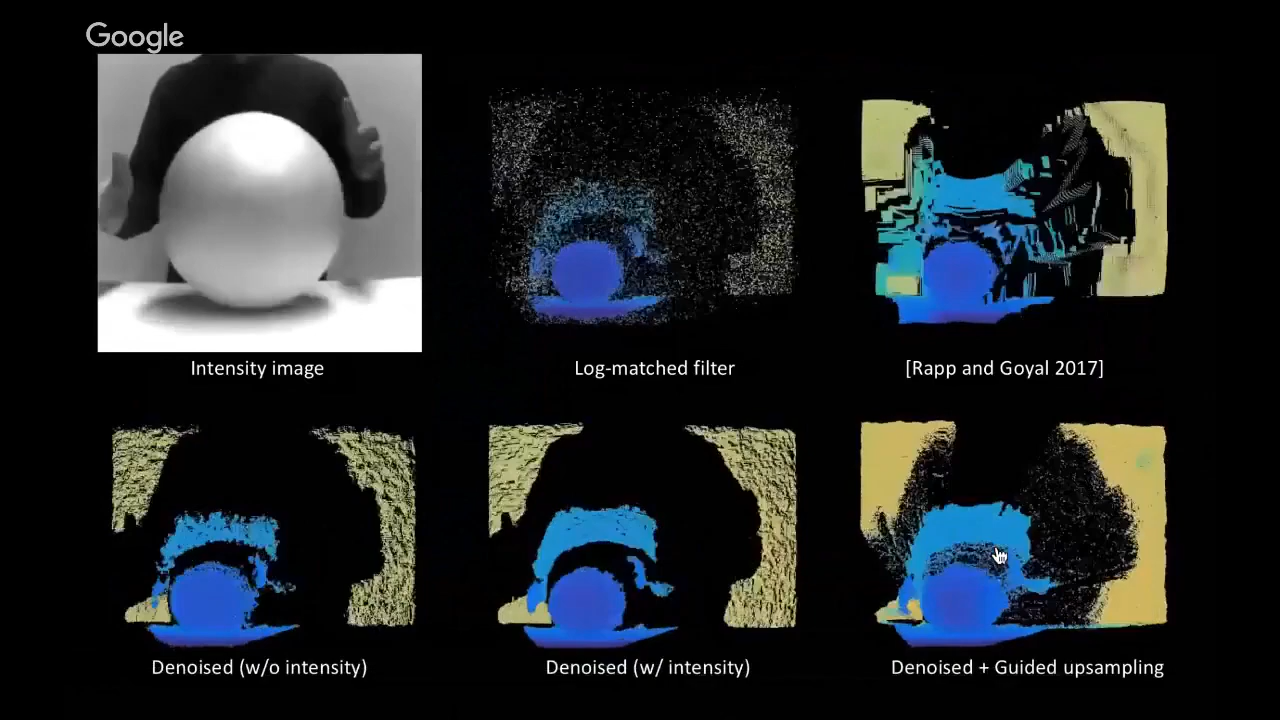 Google
Intensity image
Log-matched filter
[Rapp and Goyal 2017]
Denoised (w/o intensity)
Denoised (w/ intensity)
Denoised + Guided upsampling